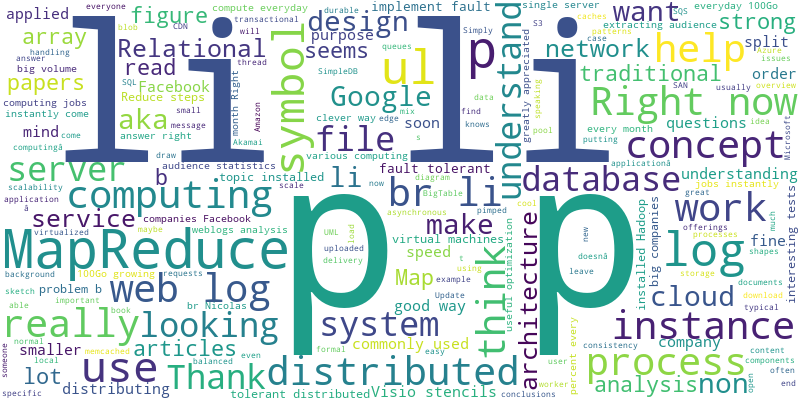 everyone compute everyday implement fault single server SQS everyday 100Go
applied CDN figure transactional durable design S3 caches want extracting audience strong
array blob will queues purpose patterns
handling Relational thread seems case network Azure help split
answer SQL read Facebook SimpleDB ul p Simply issues traditional order
big volume Reduce steps Amazon Google data SAN usually overview
papers small clever way mix edge find month Right now
computing jobs aka message file speaking knows every month questions idea
instantly come answer right Akamai s soon pool putting concept
mind come draw various computing fault tolerant greatly appreciated understand Microsoft
computingâ audience statistics symbol li diagram now database applicationâ understanding
server b topic installed scale BigTable jobs instantly great
application computing br li work much
â service companies Facebook asynchronous make cool new shapes offerings
scalability UML load pimped log processes
MapReduce weblogs analysis uploaded virtual machines think using doesnâ fine
virtualized maybe delivery Map speed t architecture leave documents interesting tests
background 100Go growing requests example Update cloud storage download
problem b web log good way useful optimization installed Hadoop big companies typical
sketch br Nicolas
form able really important looking system formal easy user consistency instance
normal book articles commonly used percent every company content
smaller local memcached use Thank distributed worker process components
someone lot even balanced non often
specific distributing tolerant distributed Visio stencils conclusions analysis open end
li li p p